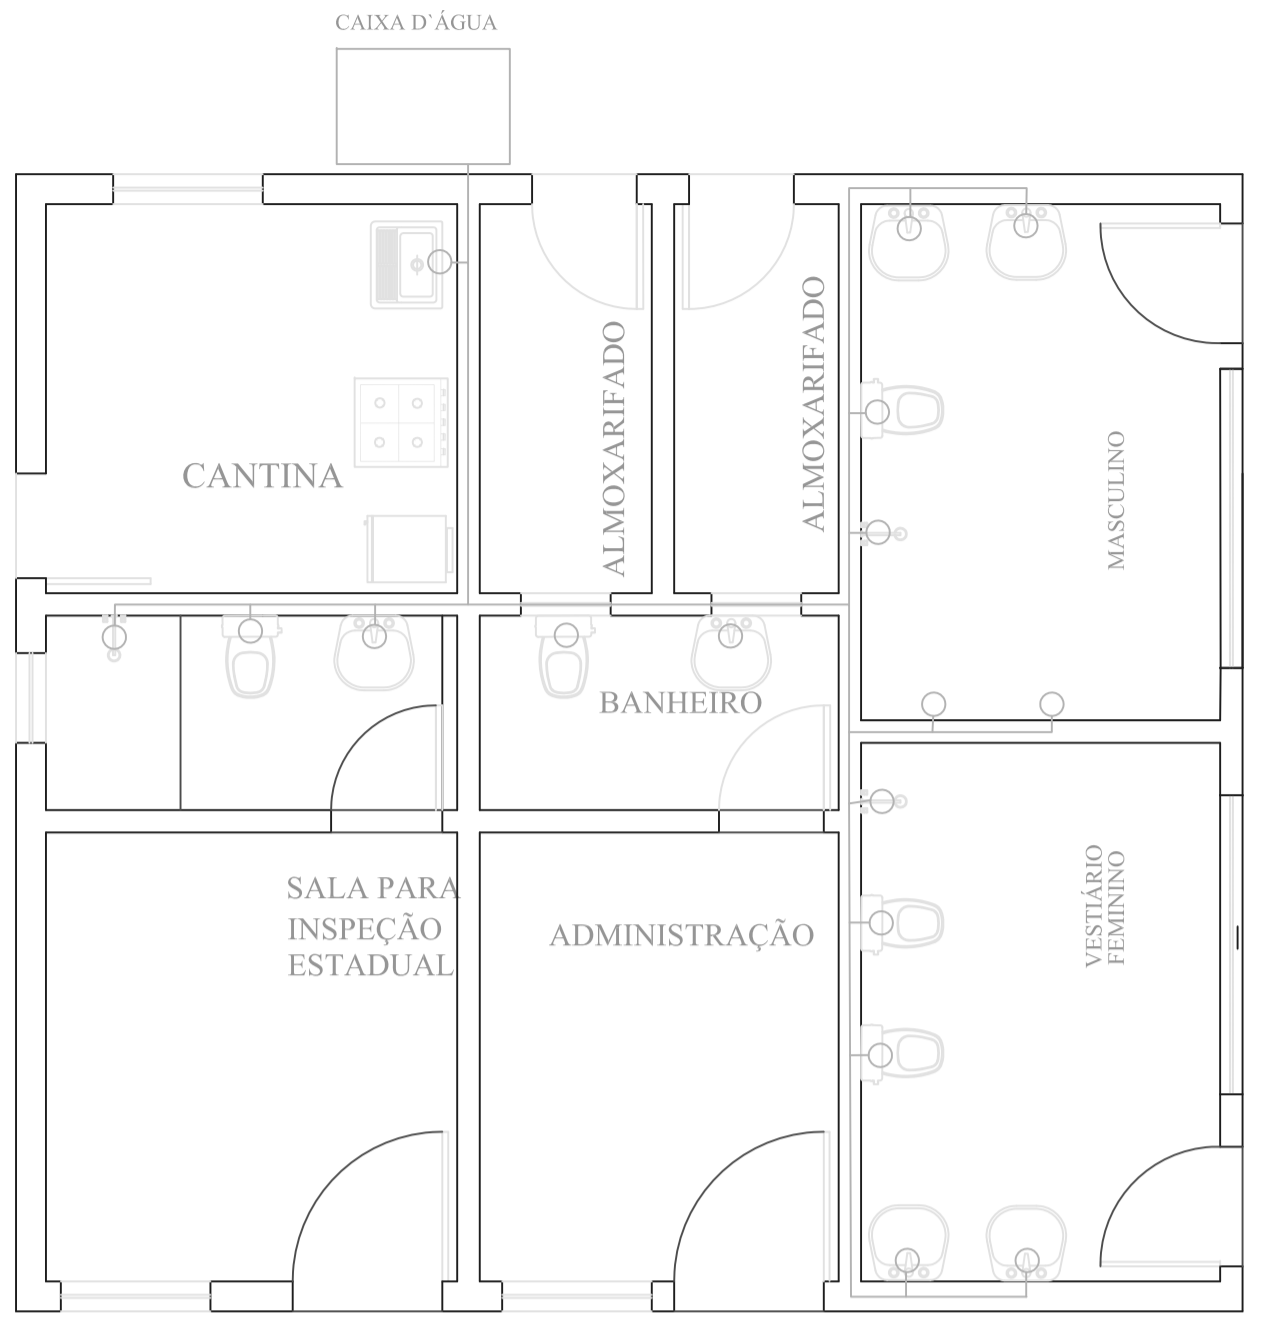 CAIXA D`ÁGUA
CANTINA
ALMOXARIFADO
ALMOXARIFADO
MASCULINO
BANHEIRO
SALA PARA
INSPEÇÃO
ESTADUAL
ADMINISTRAÇÃO
VESTIÁRIO
FEMININO